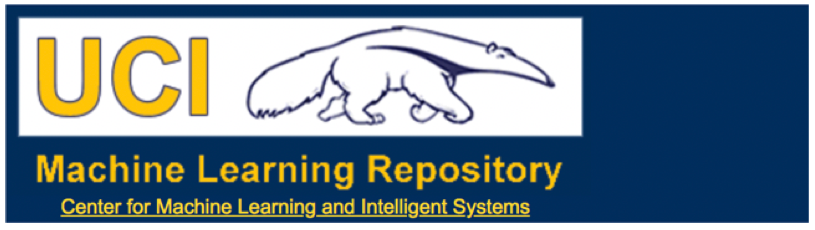 UCI
Machine Learning Repository
Center for Machine Learning and Intelligent Systems